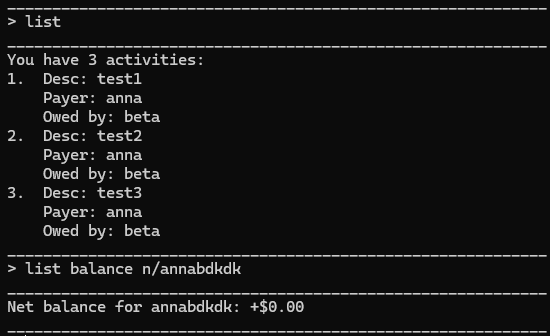 > list
You have 3 activities:
1.  Desc: test1
    Payer: anna
    Owed by: beta
2.  Desc: test2
    Payer: anna
    Owed by: beta
3.  Desc: test3
    Payer: anna
    Owed by: beta
> list balance n/annabdkdk
Net balance for annabdkdk: +$0.00